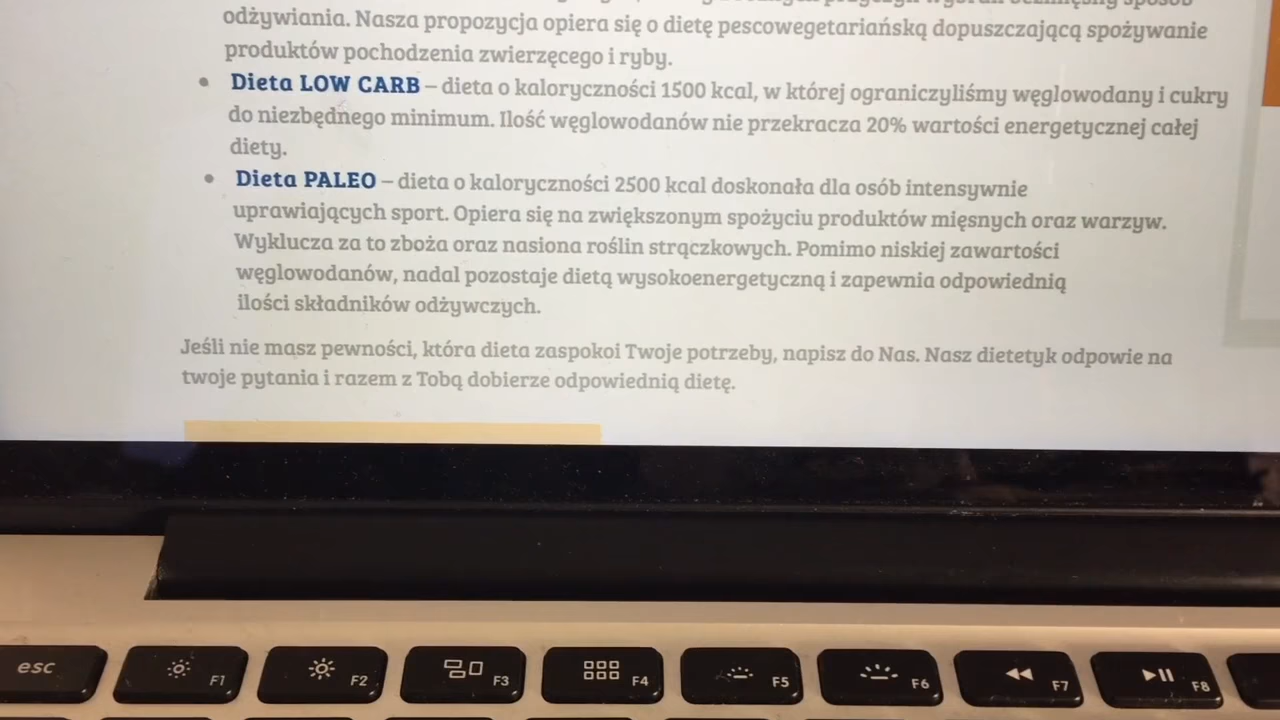 odżywiania. Nasza propozycja opiera się o dietę pescowegetariańską dopuszczającą spożywanie
produktów pochodzenia zwierzęcego i ryby.
• Dieta LOW CARB – dieta o kaloryczności 1500 kcal, w której ograniczyliśmy węglowodany i cukry
do niezbędnego minimum. Ilość węglowodanów nie przekracza 20% wartości energetycznej całej
diety.
• Dieta PALEO – dieta o kaloryczności 2500 kcal doskonała dla osób intensywnie
uprawiających sport. Opiera się na zwiększonym spożyciu produktów mięsnych oraz warzyw.
Wyklucza za to zboża oraz nasiona roślin strączkowych. Pomimo niskiej zawartości
węglowodanów, nadal pozostaje dietą wysokoenergetyczną i zapewnia odpowiednią
ilości składników odżywczych.
Jeśli nie masz pewności, która dieta zaspokoi Twoje potrzeby, napisz do Nas. Nasz dietetyk odpowie na
twoje pytania i razem z Tobą dobierze odpowiednią dietę.
esc F1 F2 F3 F4 F5 F6 F7 F8